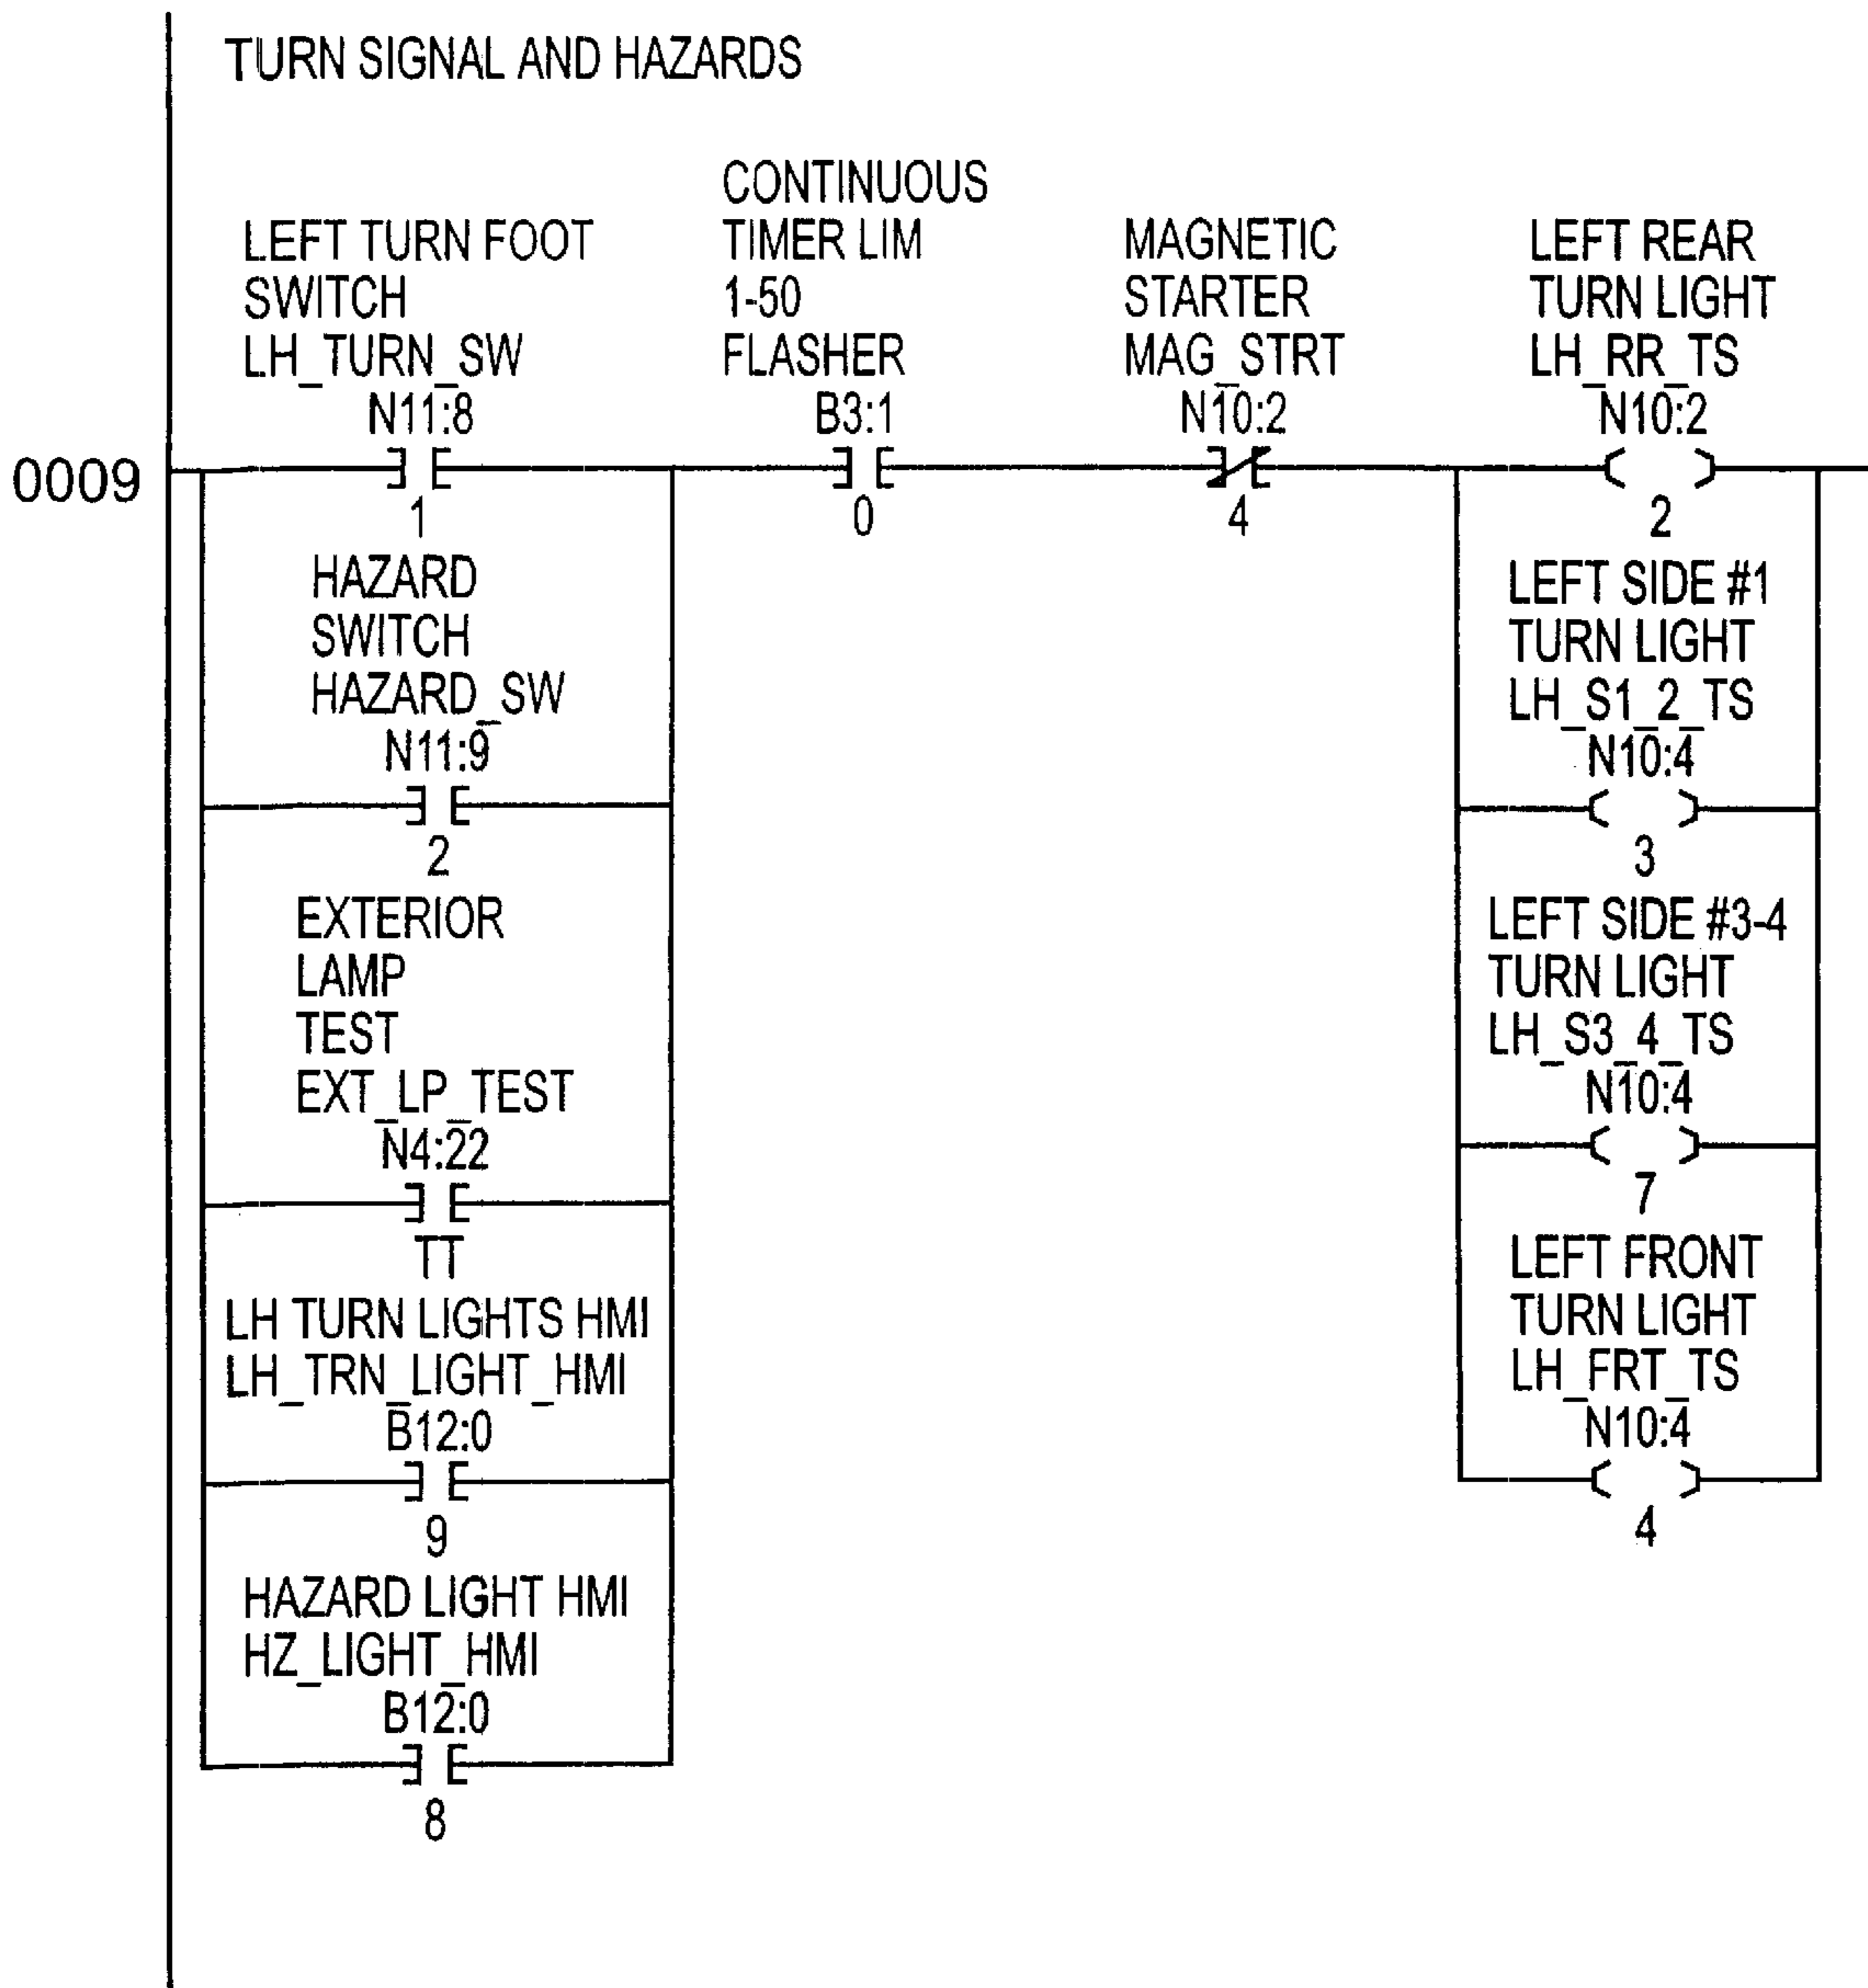 TURN SIGNAL AND HAZARDS
LEFT TURN FOOT
SWITCH
LH_TURN_SW
N11:8
1
CONTINUOUS
TIMER LIM
1-50
FLASHER
B3:1
0
MAGNETIC
STARTER
MAG_STRT
N10:2
4
LEFT REAR
TURN LIGHT
LH_RR_TS
N10:2
2
0009
HAZARD
SWITCH
HAZARD_SW
N11:9
2
LEFT SIDE #1
TURN LIGHT
LH_S1_2_TS
N10:4
3
EXTERIOR
LAMP
TEST
EXT_LP_TEST
N4:22
TT
LEFT SIDE #3-4
TURN LIGHT
LH_S3_4_TS
N10:4
7
LH TURN LIGHTS HMI
LH_TRN_LIGHT_HMI
B12:0
9
LEFT FRONT
TURN LIGHT
LH_FRT_TS
N10:4
4
HAZARD LIGHT HMI
HZ_LIGHT_HMI
B12:0
8